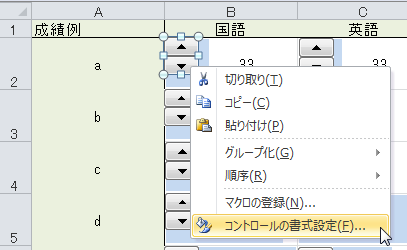 A B C
1 成績例 国語 英語
2 a 33 33
切り取り(T)
コピー(C)
3 b 貼り付け(P)
グループ化(G)
4 c 順序(R)
マクロの登録(N)...
5 d コントロールの書式設定(F)...